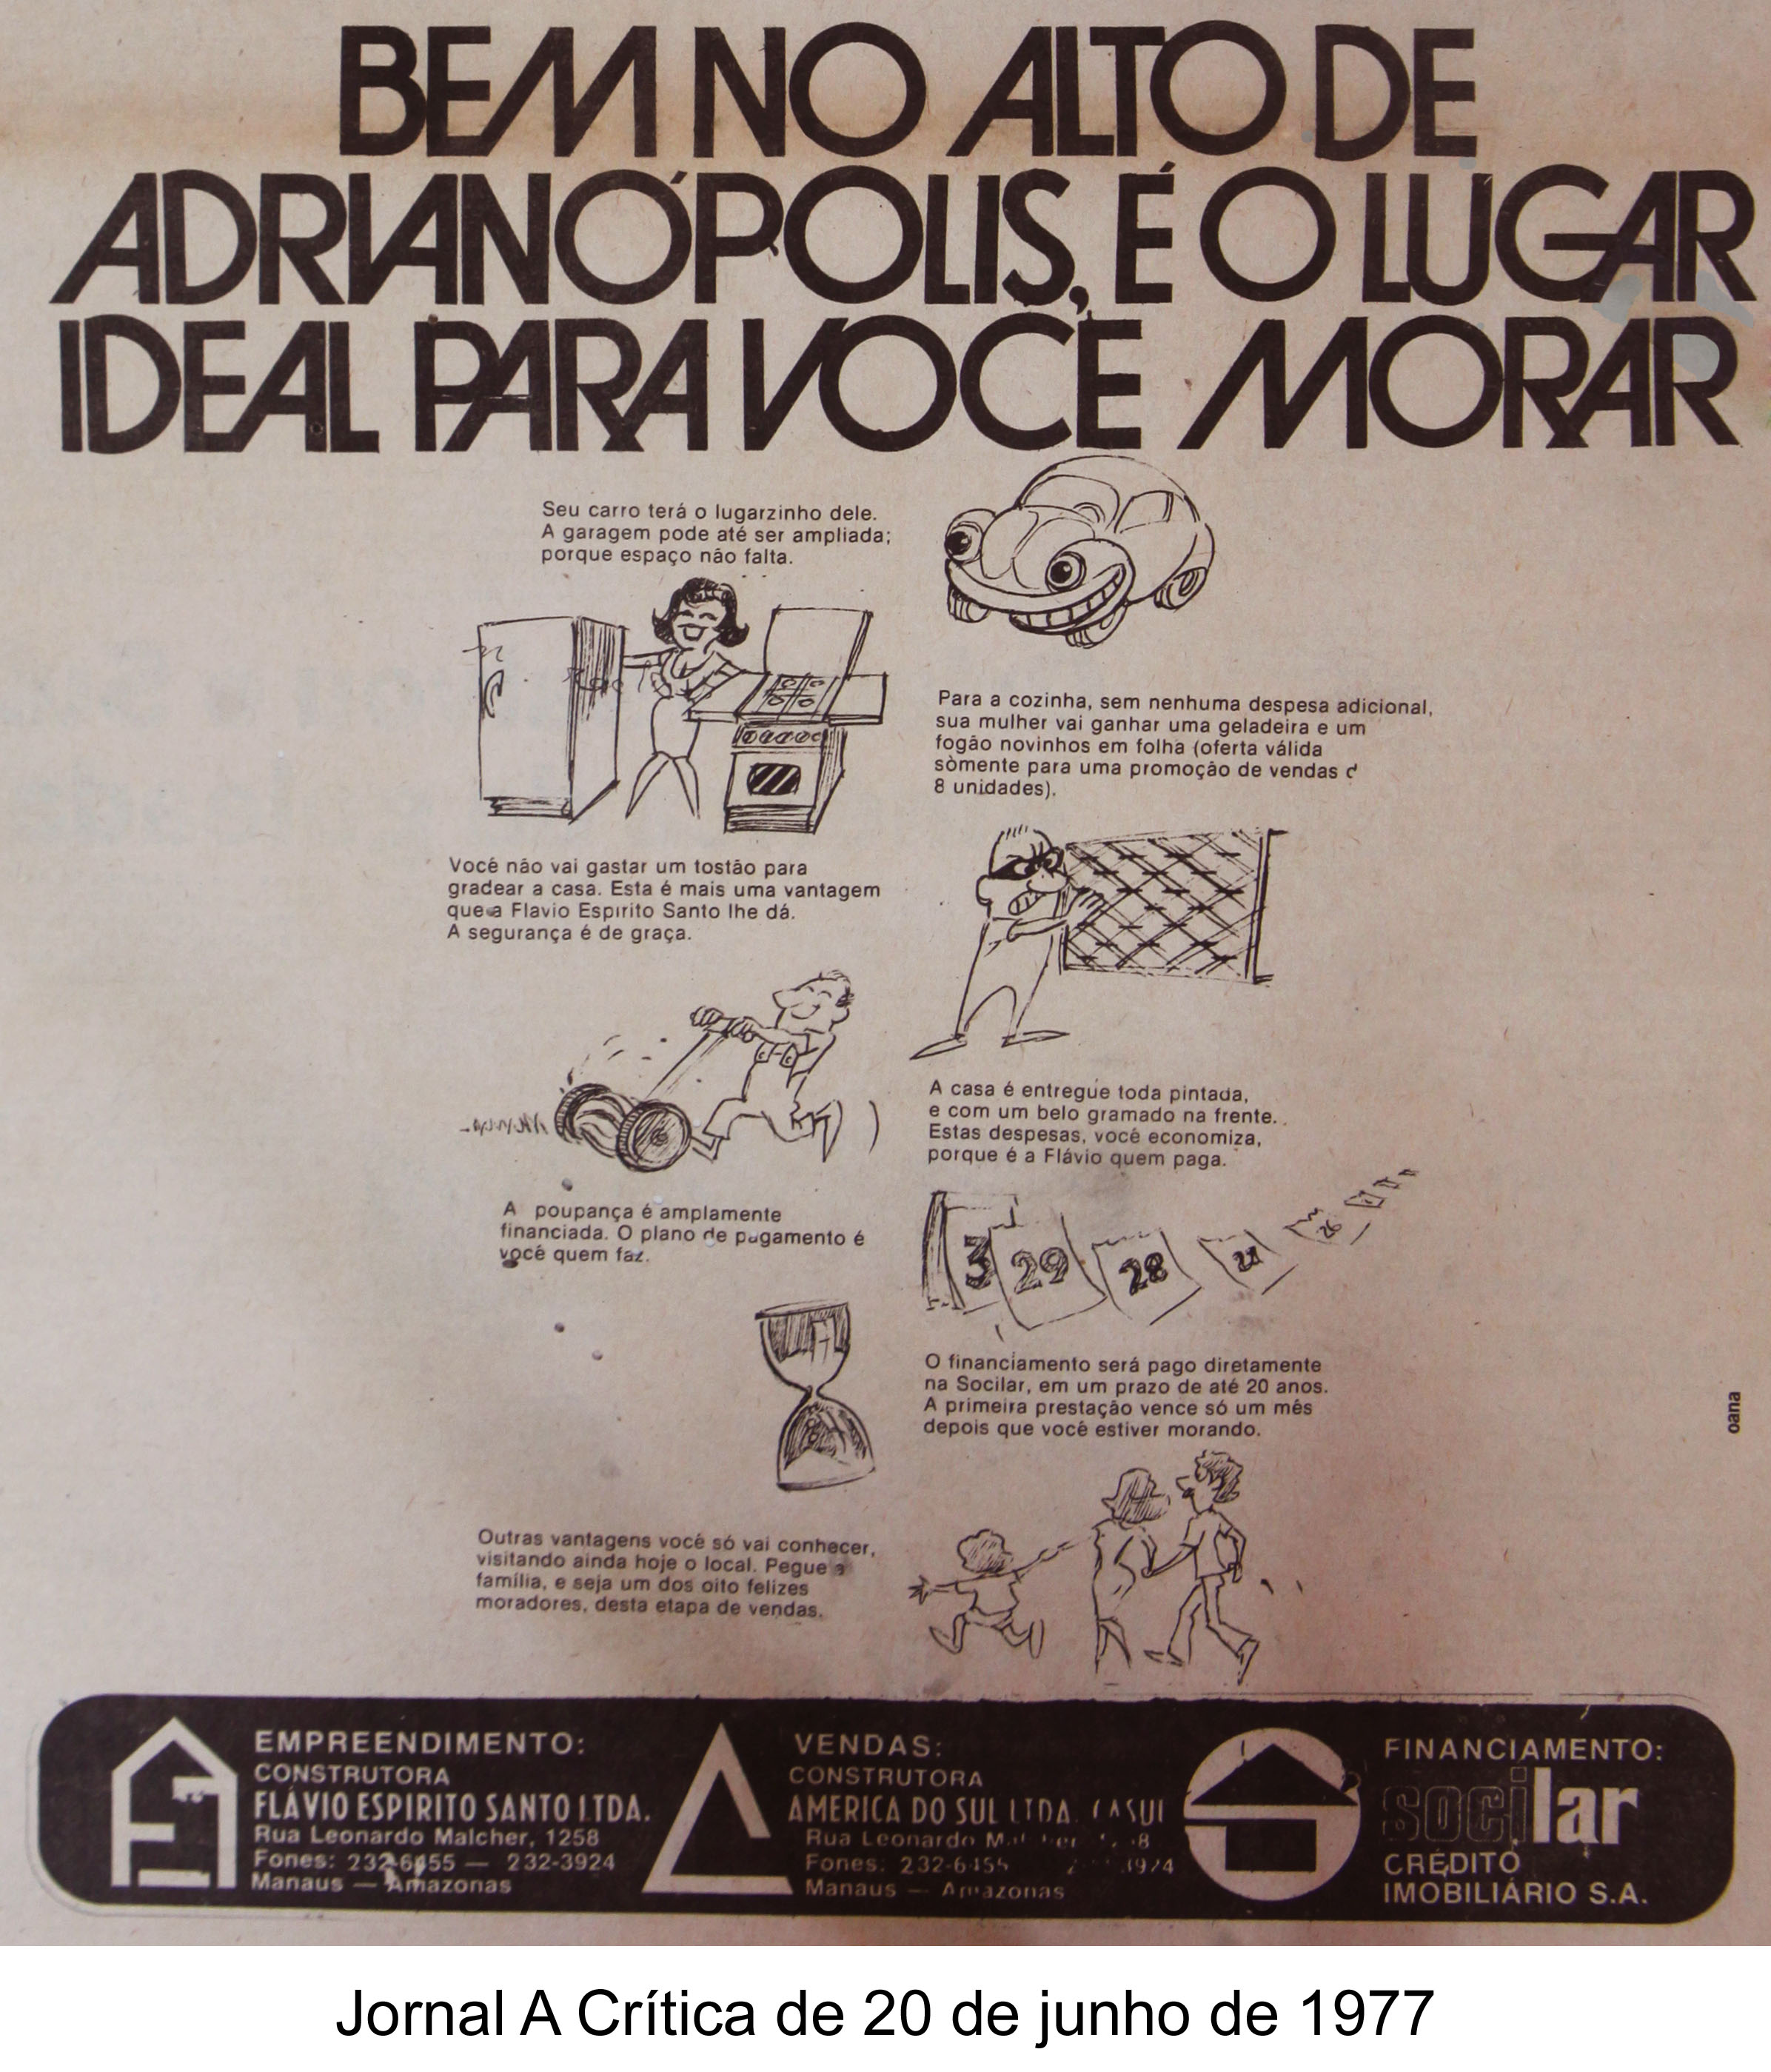 BEM NO ALTO DE
ADRIANÓPOLIS, É O LUGAR
IDEAL PARA VOCÊ MORAR
Seu carro terá o lugarzinho dele.
A garagem pode até ser ampliada;
porque espaço não falta.
Para a cozinha, sem nenhuma despesa adicional,
sua mulher vai ganhar uma geladeira e um
fogão novinhos em folha (oferta válida
sòmente para uma promoção de vendas
8 unidades).
Você não vai gastar um tostão para
gradear a casa. Esta é mais uma vantagem
que a Flavio Espirito Santo lhe dá.
A segurança é de graça.
A casa é entregue toda pintada,
e com um belo gramado na frente.
Estas despesas, você economiza,
porque é a Flávio quem paga.
A poupança é amplamente
financiada. O plano de pagamento é
você quem faz.
3 29 28 27 26
O financiamento será pago diretamente
na Socilar, em um prazo de até 20 anos.
A primeira prestação vence só um mês
depois que você estiver morando.
oana
Outras vantagens você só vai conhecer,
visitando ainda hoje o local. Pegue a
família, e seja um dos oito felizes
moradores, desta etapa de vendas.
EMPREENDIMENTO:
CONSTRUTORA
FLÁVIO ESPIRITO SANTO LTDA.
Rua Leonardo Malcher, 1258
Fones: 232-6455 — 232-3924
Manaus — Amazonas
VENDAS:
CONSTRUTORA
AMERICA DO SUL LTDA. CASUL
Rua Leonardo
Fones: 232-6455
Manaus — Amazonas
FINANCIAMENTO:
socilar
CRÉDITO
IMOBILIÁRIO S.A.
Jornal A Crítica de 20 de junho de 1977